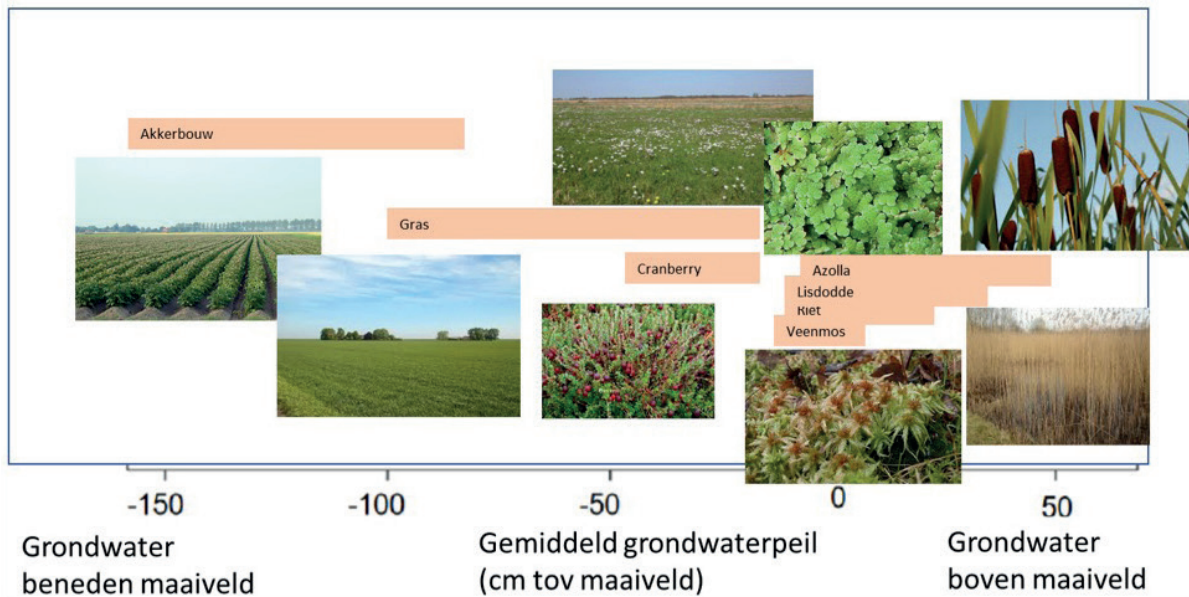 Akkerbouw
Gras
Cranberry
Azolla
Lisdodde
Riet
Veenmos
-150
-100
-50
0
50
Grondwater
beneden maaiveld
Gemiddeld grondwaterpeil
(cm tov maaiveld)
Grondwater
boven maaiveld